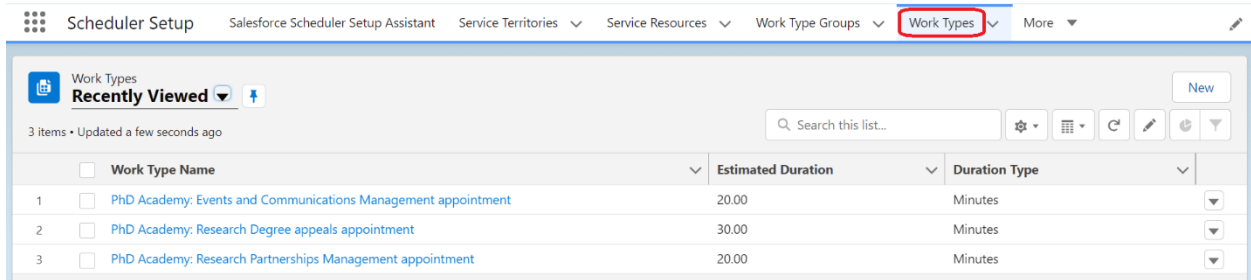 Scheduler Setup Salesforce Scheduler Setup Assistant Service Territories Service Resources Work Type Groups Work Types More
Work Types
Recently Viewed
New
3 items • Updated a few seconds ago
Search this list...
Work Type Name Estimated Duration Duration Type
1 PhD Academy: Events and Communications Management appointment 20.00 Minutes
2 PhD Academy: Research Degree appeals appointment 30.00 Minutes
3 PhD Academy: Research Partnerships Management appointment 20.00 Minutes